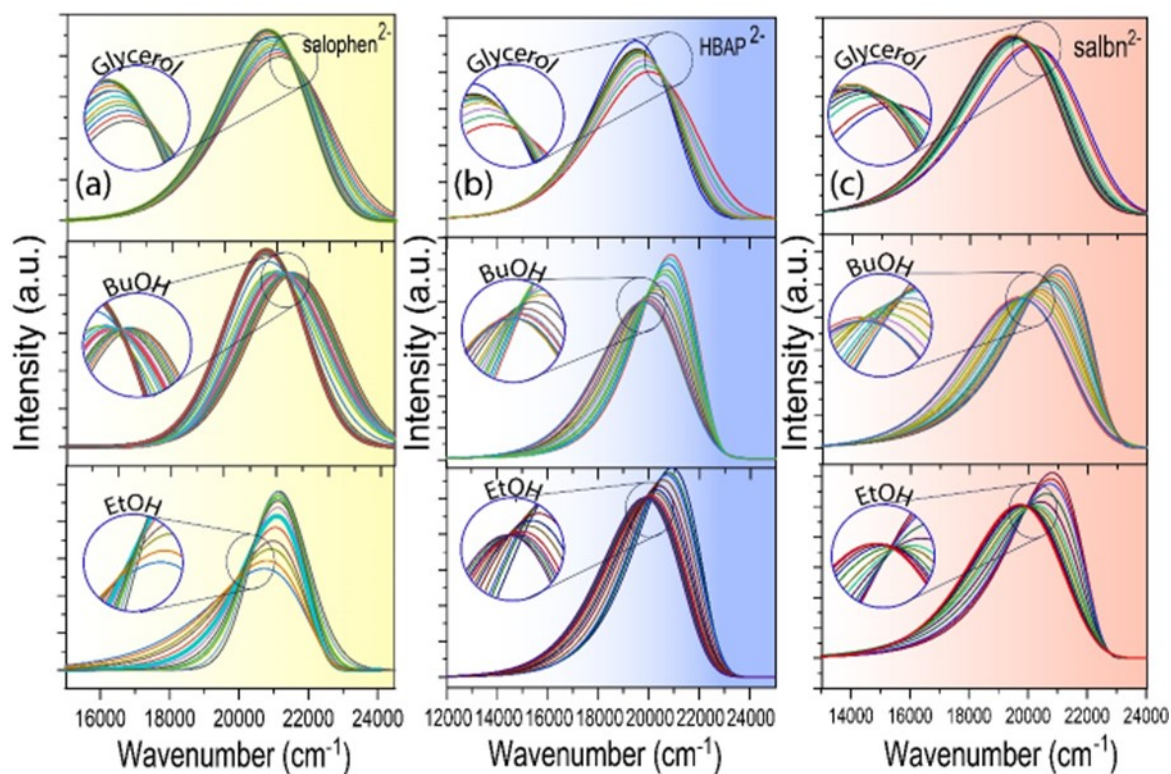 Glycerol
salophen2-
(a)
BuOH
EtOH
Intensity (a.u.)
16000 18000 20000 22000 24000
Wavenumber (cm-1)
Glycerol
HBAP2-
(b)
BuOH
EtOH
Intensity (a.u.)
12000 14000 16000 18000 20000 22000 24000
Wavenumber (cm-1)
Glycerol
salbn2-
(c)
BuOH
EtOH
Intensity (a.u.)
14000 16000 18000 20000 22000 24000
Wavenumber (cm-1)